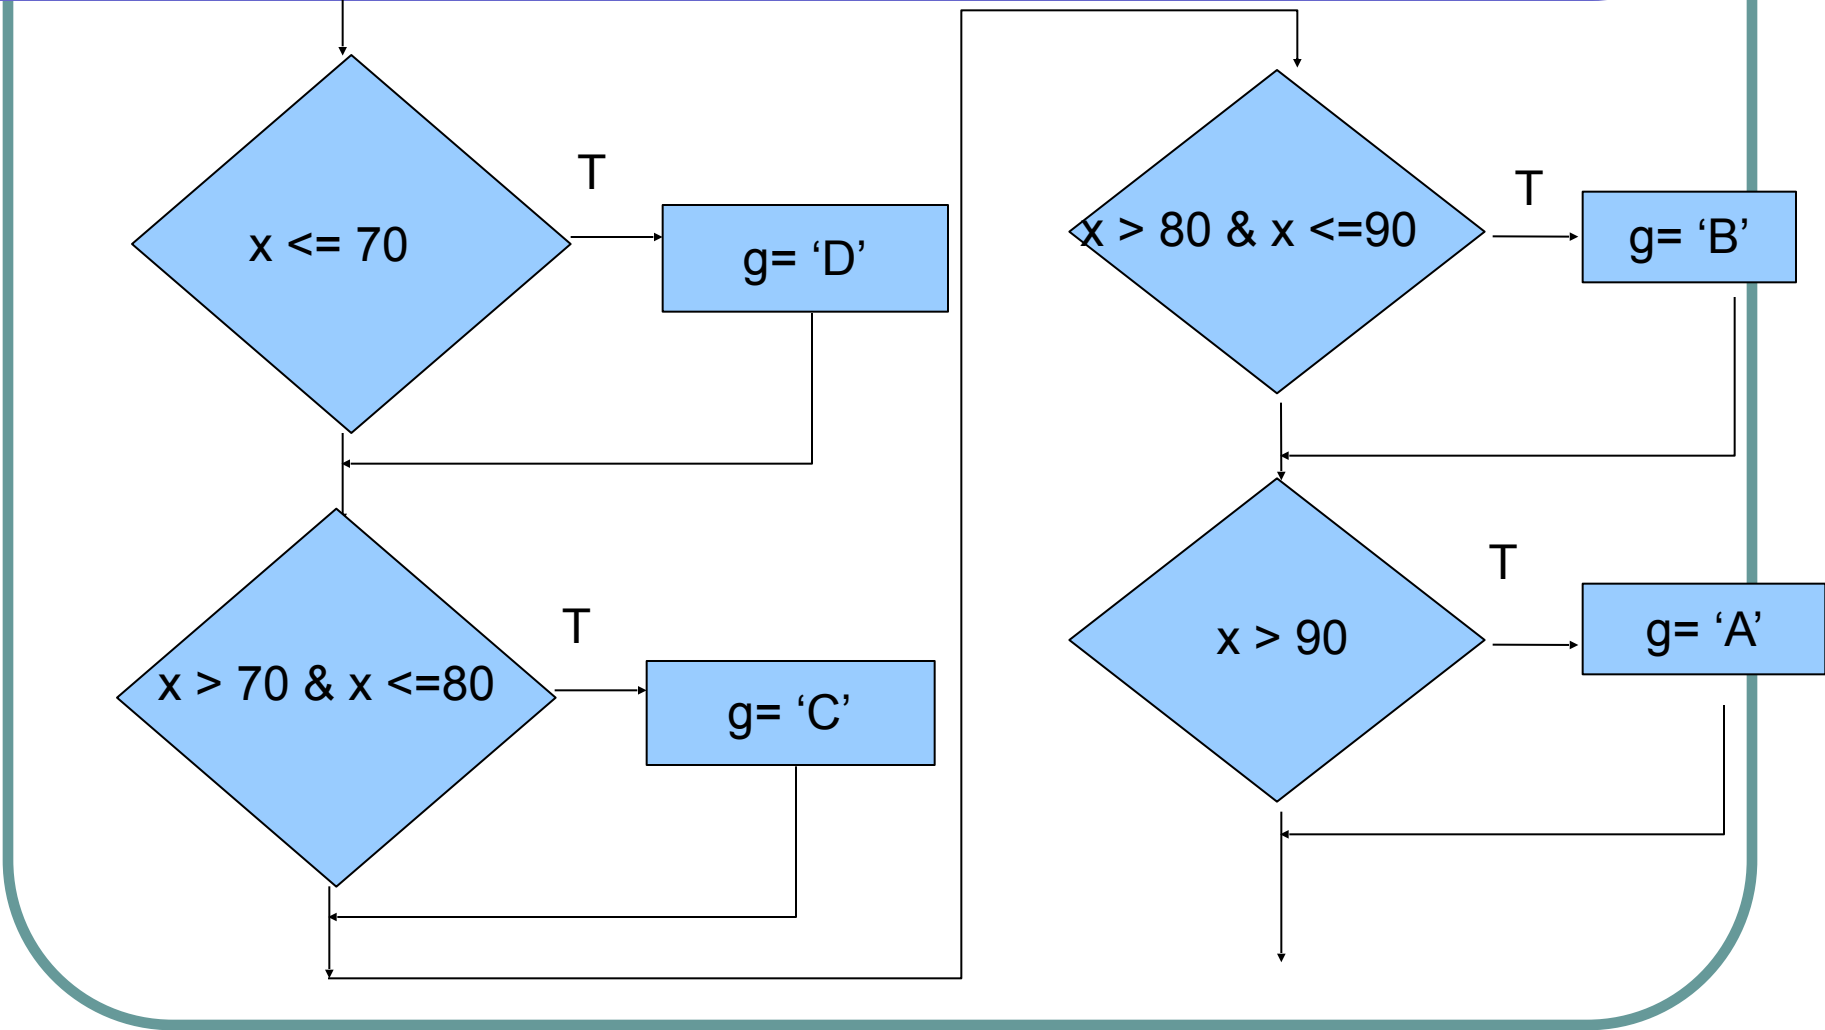 x <= 70
T
g= ‘D’
x > 70 & x <=80
T
g= ‘C’
x > 80 & x <=90
T
g= ‘B’
x > 90
T
g= ‘A’